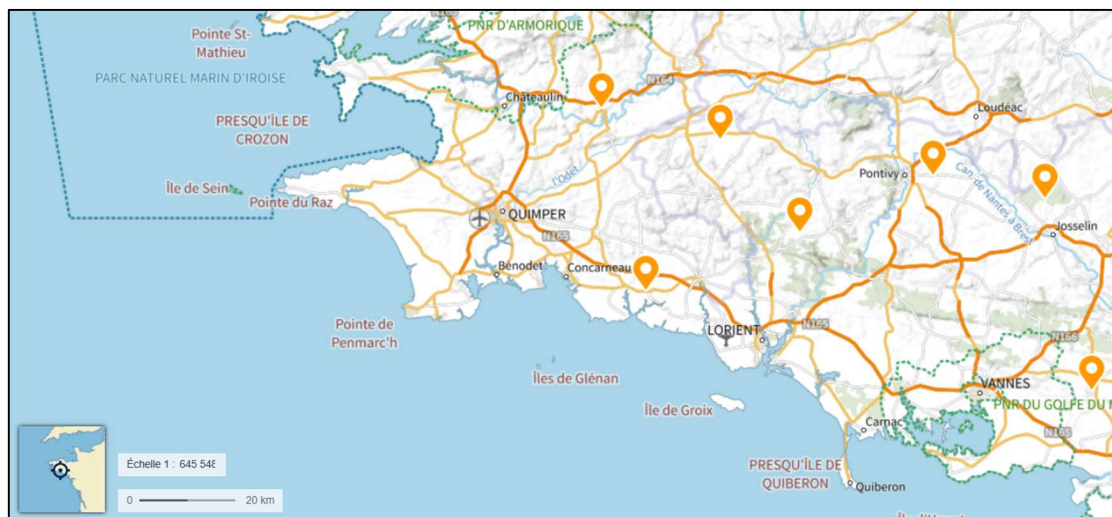 PNR D'ARMORIQUE
Pointe St-
Mathieu
N164
PARC NATUREL MARIN D'IROISE
Châteaulin
Loudéac
PRESQU'ÎLE DE
CROZON
Pontivy
l'Odet
Can. de Nantes à Brest
Île de Sein
Pointe du Raz
QUIMPER
Josselin
N165
Bénodet
Concarneau
Pointe de
Penmarc'h
LORIENT
N165
N166
Îles de Glénan
VANNES
Île de Groix
PNR DU GOLFE DU M
Carnac
N165
PRESQU'ÎLE DE
QUIBERON
Quiberon
Échelle 1 : 645 548
0 20 km